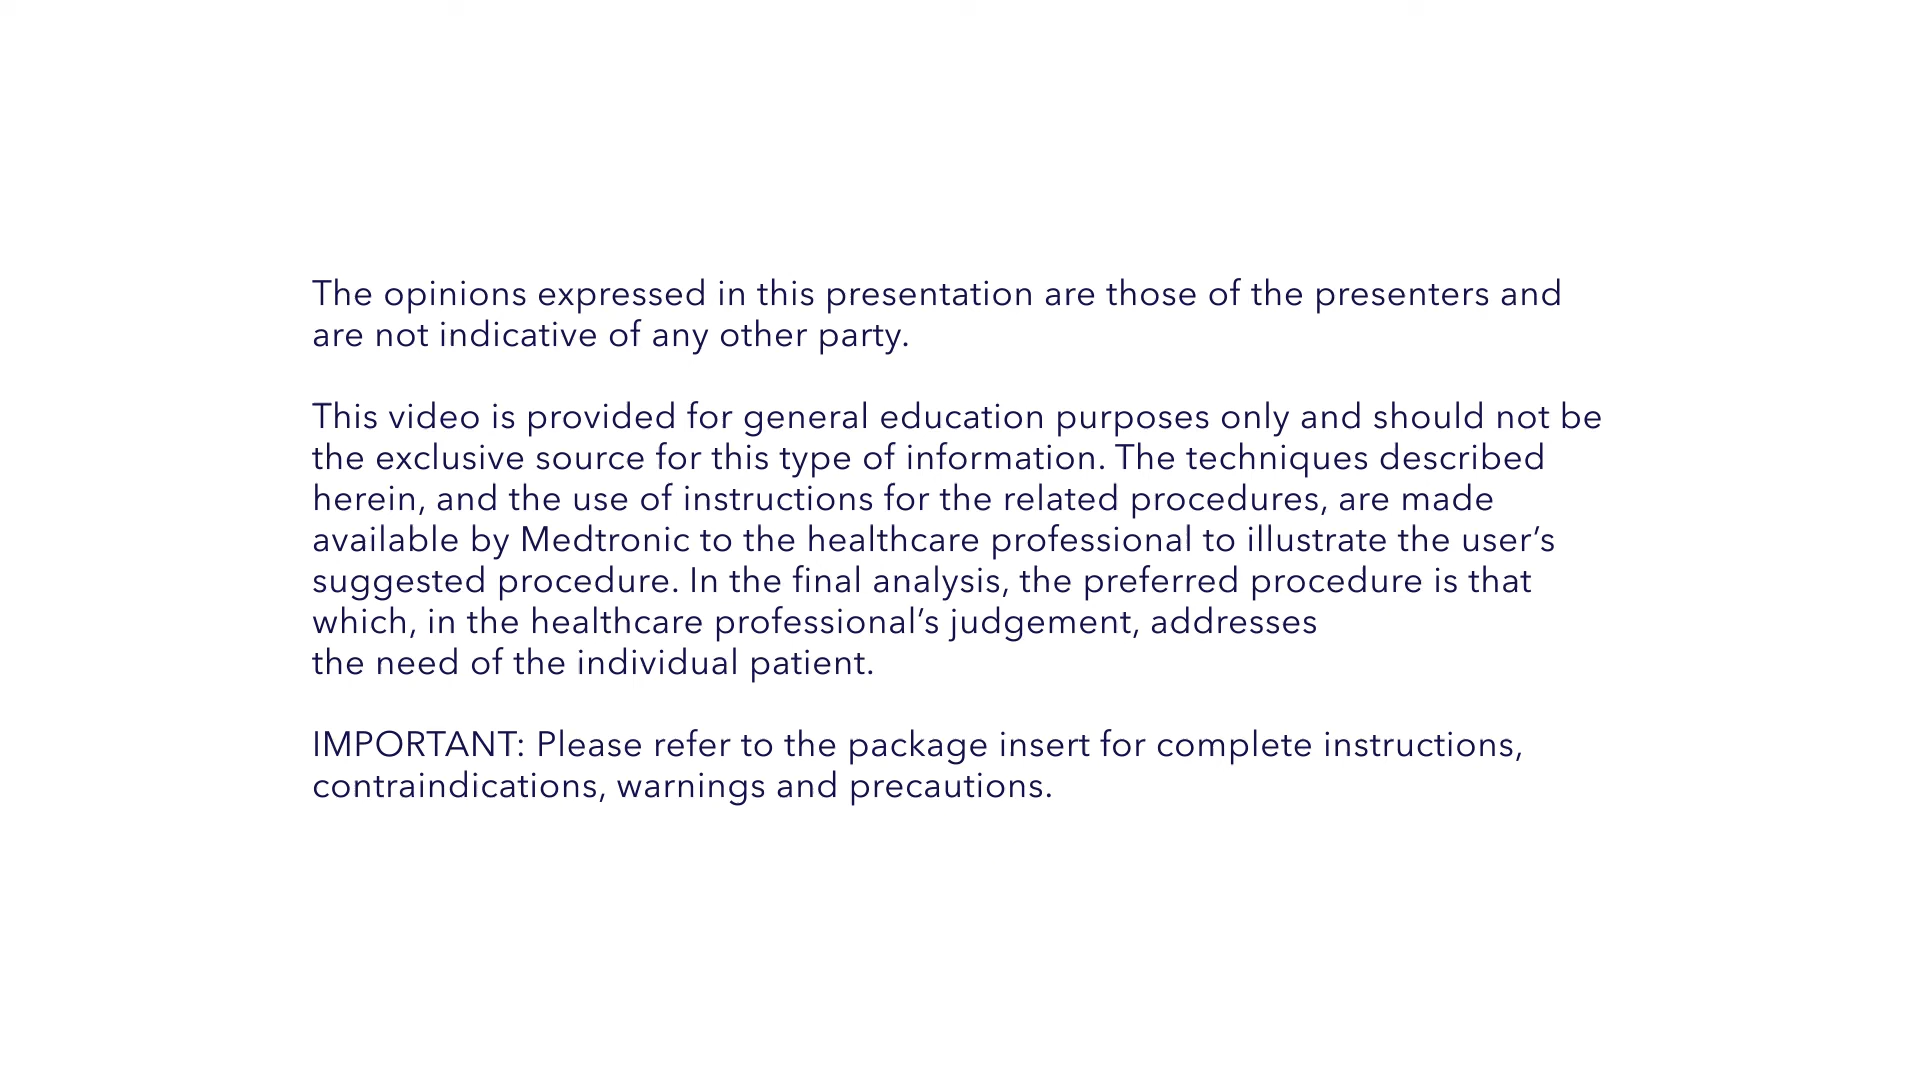 The opinions expressed in this presentation are those of the presenters and
are not indicative of any other party.
This video is provided for general education purposes only and should not be
the exclusive source for this type of information. The techniques described
herein, and the use of instructions for the related procedures, are made
available by Medtronic to the healthcare professional to illustrate the user’s
suggested procedure. In the final analysis, the preferred procedure is that
which, in the healthcare professional’s judgement, addresses
the need of the individual patient.
IMPORTANT: Please refer to the package insert for complete instructions,
contraindications, warnings and precautions.